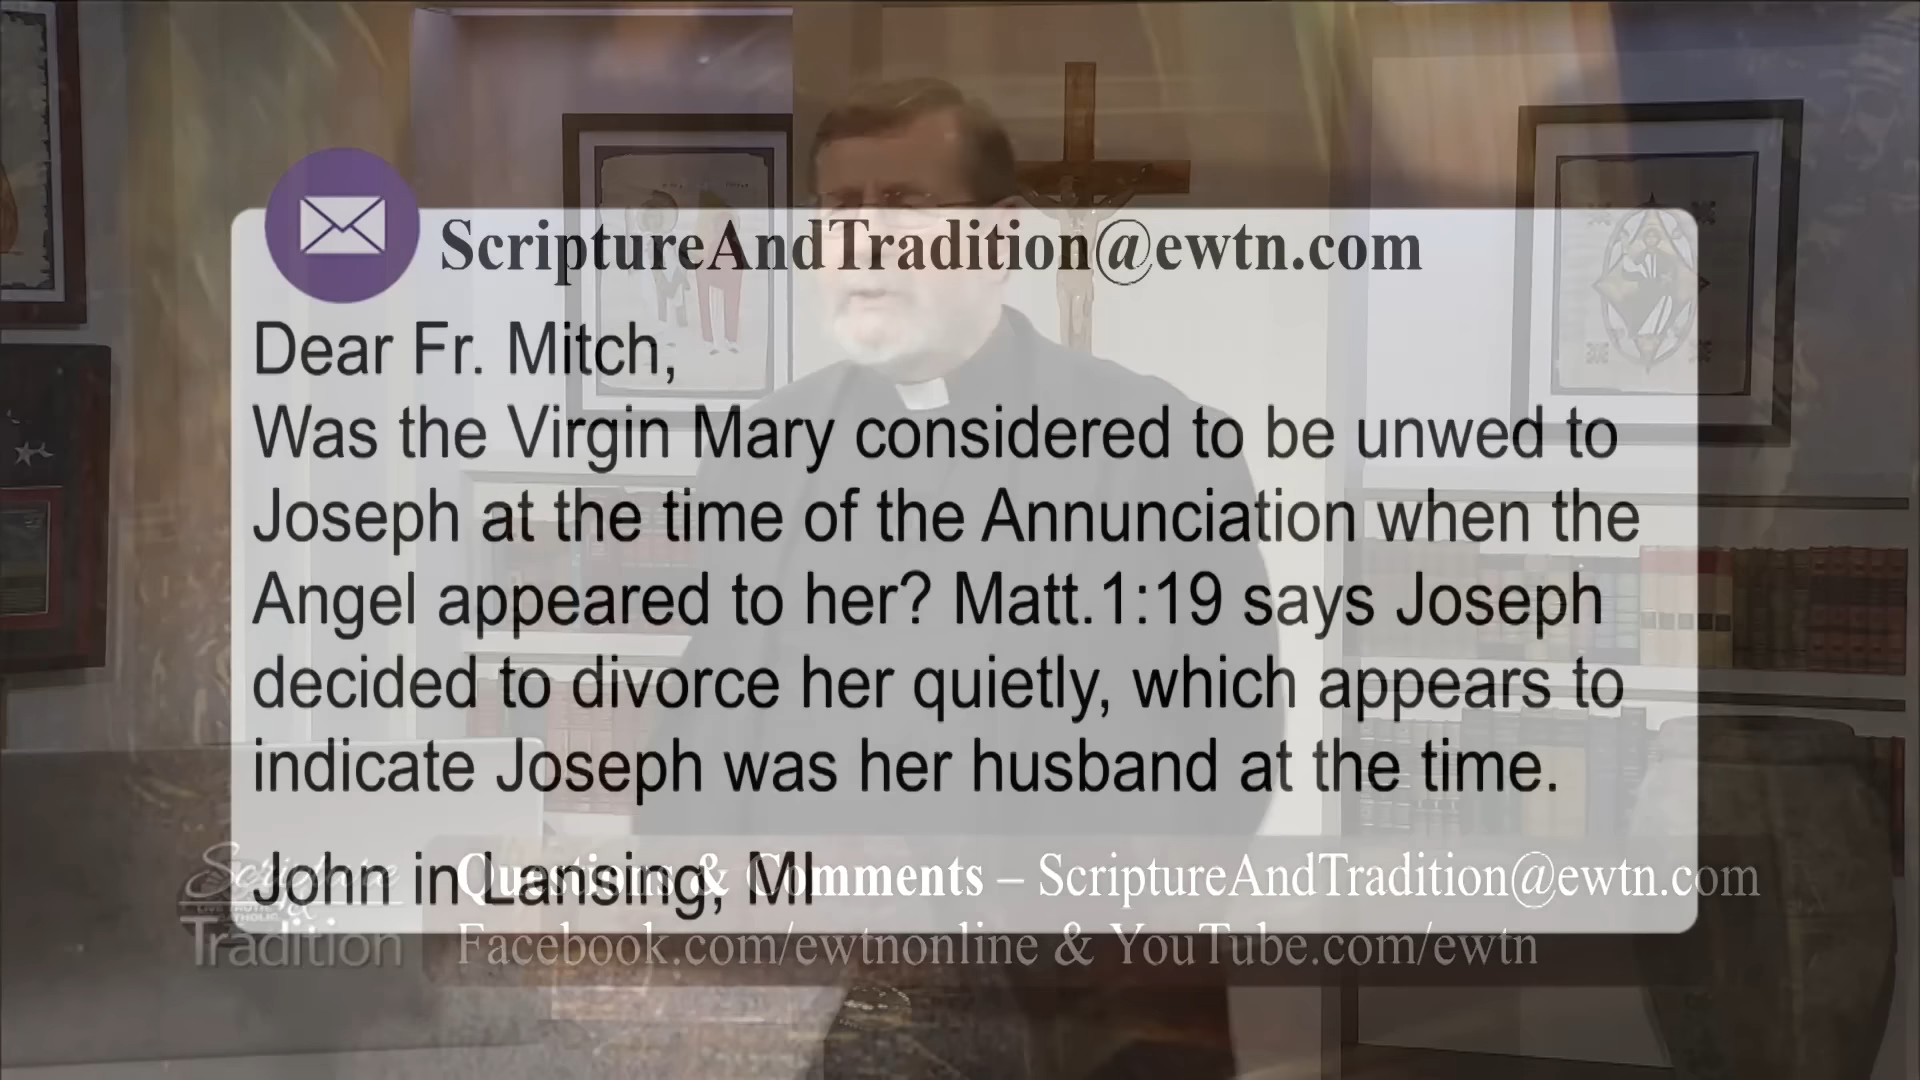 ScriptureAndTradition@ewtn.com
Dear Fr. Mitch,
Was the Virgin Mary considered to be unwed to
Joseph at the time of the Annunciation when the
Angel appeared to her? Matt.1:19 says Joseph
decided to divorce her quietly, which appears to
indicate Joseph was her husband at the time.
John in Lansing, MI
Scripture
&
Tradition
Questions & Comments – ScriptureAndTradition@ewtn.com
Facebook.com/ewtnonline & YouTube.com/ewtn